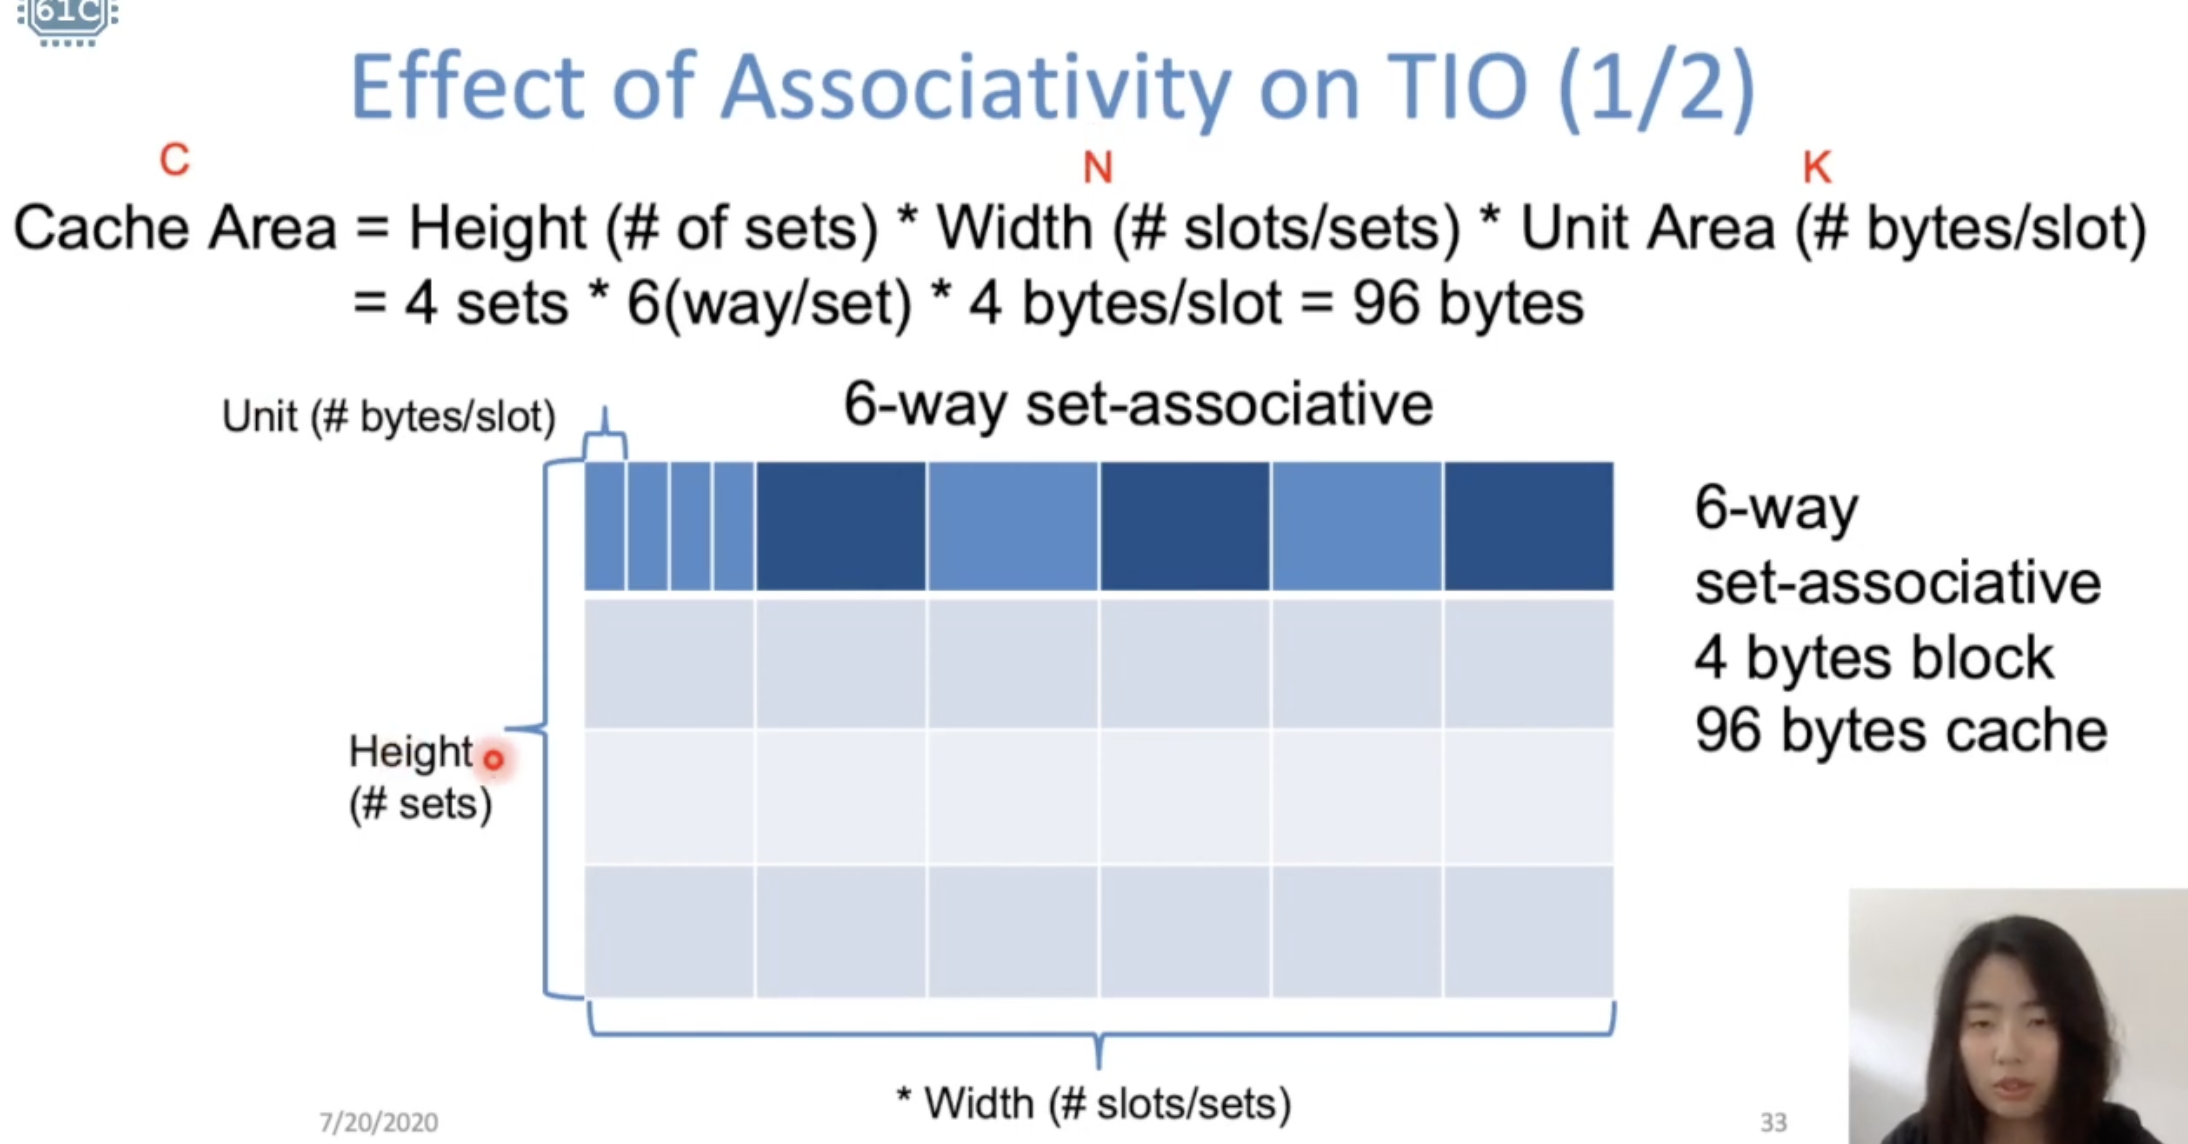 61C
Effect of Associativity on TIO (1/2)
C N K
Cache Area = Height (# of sets) * Width (# slots/sets) * Unit Area (# bytes/slot)
= 4 sets * 6(way/set) * 4 bytes/slot = 96 bytes
Unit (# bytes/slot)
6-way set-associative
6-way
set-associative
4 bytes block
96 bytes cache
Height
(# sets)
* Width (# slots/sets)
7/20/2020
33